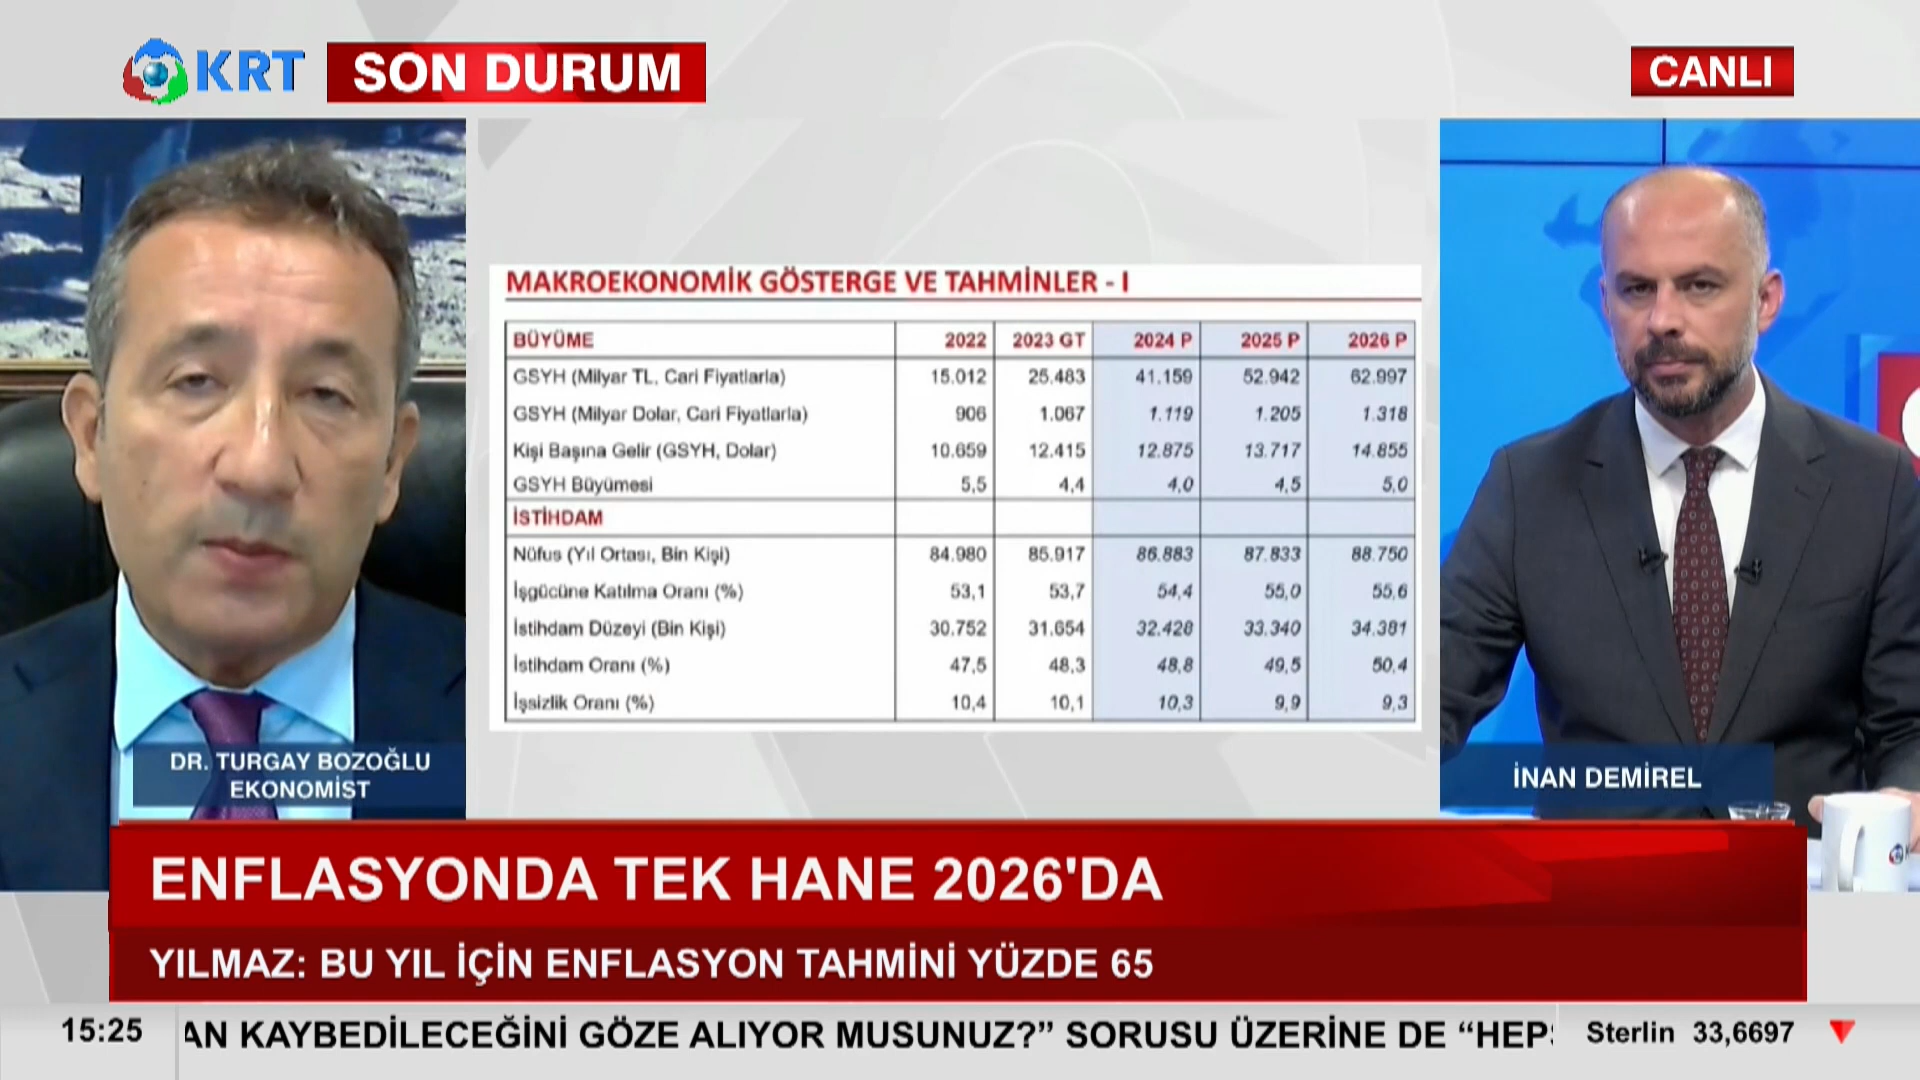 KRT
SON DURUM
CANLI
MAKROEKONOMİK GÖSTERGE VE TAHMİNLER - I
BÜYÜME 2022 2023 GT 2024 P 2025 P 2026 P
GSYH (Milyar TL, Cari Fiyatlarla) 15.012 25.483 41.159 52.942 62.997
GSYH (Milyar Dolar, Cari Fiyatlarla) 906 1.067 1.119 1.205 1.318
Kişi Başına Gelir (GSYH, Dolar) 10.659 12.415 12.875 13.717 14.855
GSYH Büyümesi 5,5 4,4 4,0 4,5 5,0
İSTİHDAM
Nüfus (Yıl Ortası, Bin Kişi) 84.980 85.917 86.883 87.833 88.750
İşgücüne Katılma Oranı (%) 53,1 53,7 54,4 55,0 55,6
İstihdam Düzeyi (Bin Kişi) 30.752 31.654 32.428 33.340 34.381
İstihdam Oranı (%) 47,5 48,3 48,8 49,5 50,4
İşsizlik Oranı (%) 10,4 10,1 10,3 9,9 9,3
DR. TURGAY BOZOĞLU
EKONOMİST
İNAN DEMİREL
ENFLASYONDA TEK HANE 2026'DA
YILMAZ: BU YIL İÇİN ENFLASYON TAHMİNİ YÜZDE 65
15:25 AN KAYBEDİLECEĞİNİ GÖZE ALIYOR MUSUNUZ?” SORUSU ÜZERİNE DE “HEPS Sterlin 33,6697